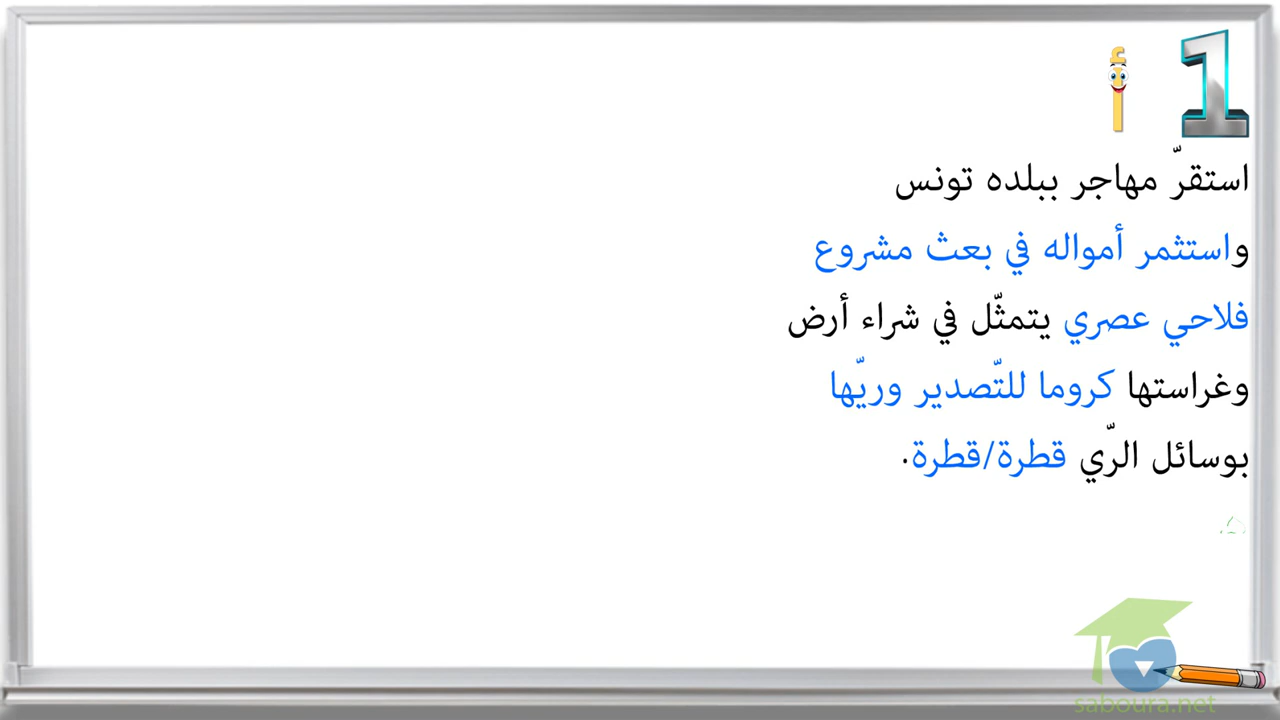 1 أ
استقرّ مهاجر ببلده تونس
واستثمر أمواله في بعث مشروع
فلاحي عصري يتمثّل في شراء أرض
وغراستها كروما للتّصدير وريّها
بوسائل الرّي قطرة/قطرة.
saboura.net